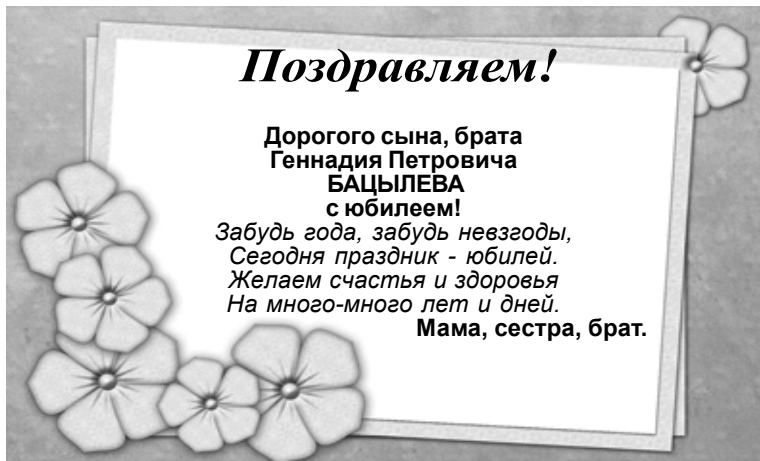 Поздравляем!
Дорогого сына, брата
Геннадия Петровича
БАЦЫЛЕВА
с юбилеем!
Забудь года, забудь невзгоды,
Сегодня праздник - юбилей.
Желаем счастья и здоровья
На много-много лет и дней.
Мама, сестра, брат.